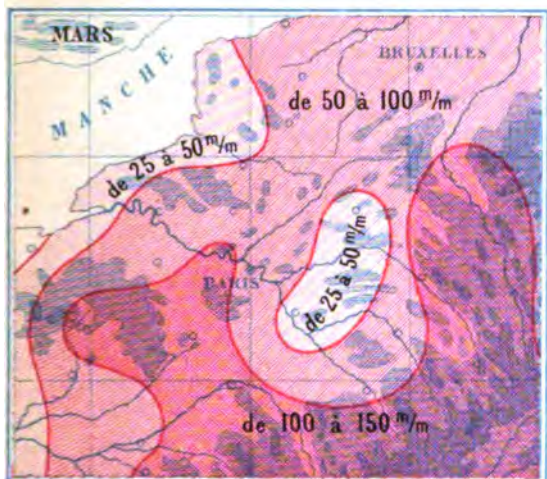 MARS
BRUXELLES
MANCHE
de 50 à 100 m/m
de 25 à 50 m/m
de 25 à 50 m/m
PARIS
de 100 à 150 m/m